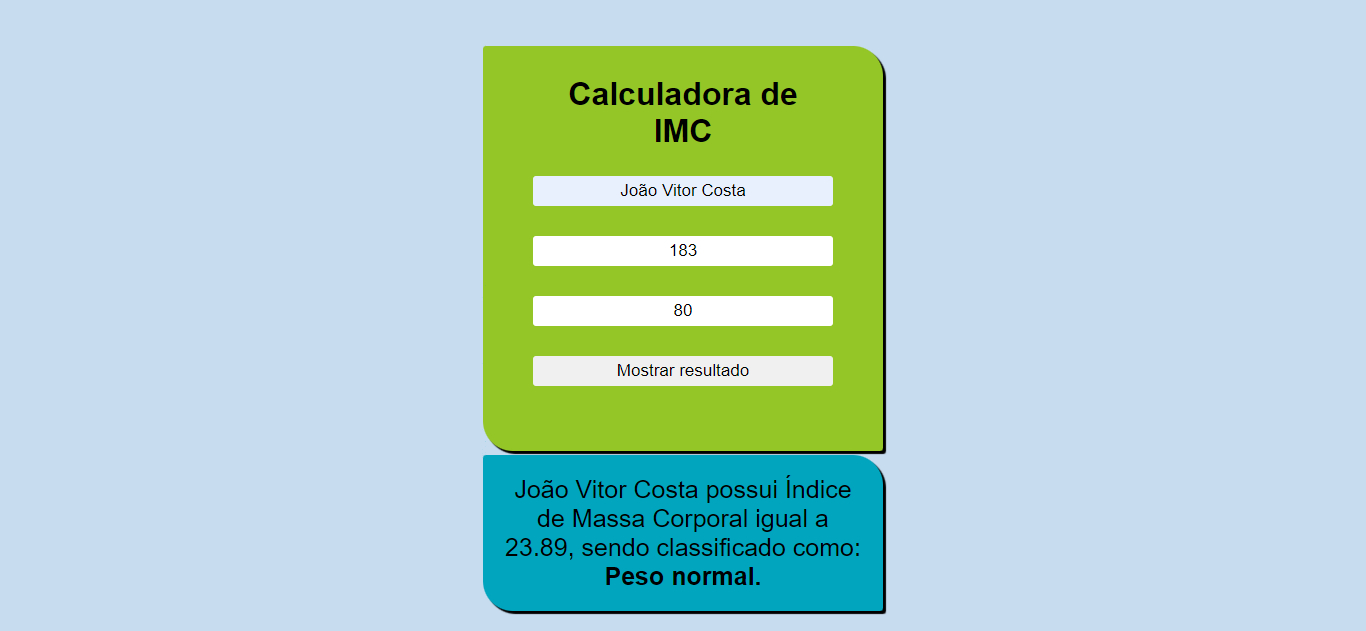 Calculadora de
IMC
João Vitor Costa
183
80
Mostrar resultado
João Vitor Costa possui Índice
de Massa Corporal igual a
23.89, sendo classificado como:
Peso normal.